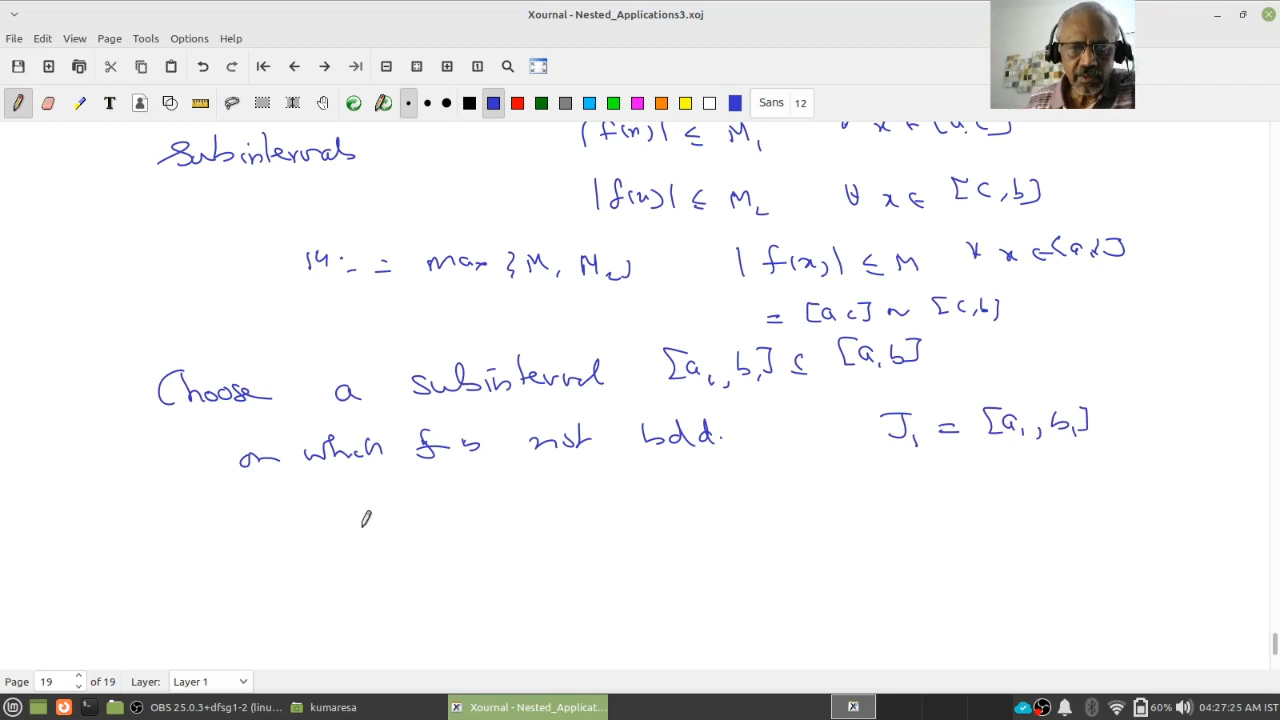 Xournal - Nested_Applications3.xoj
File Edit View Page Tools Options Help
Sans 12
Subintervals
|f(x)| ≤ M₁ ∀ x ∈ [a,c]
|f(x)| ≤ M₂ ∀ x ∈ [c,b]
M := max {M₁, M₂} |f(x)| ≤ M ∀ x ∈ [a,b]
= [a c] ∪ [c,b]
Choose a subinterval [a₁, b₁] ⊆ [a,b]
on which f is not bdd. J₁ = [a₁, b₁]
Page 19 of 19 Layer: Layer 1
OBS 25.0.3+dfsg1-2 (linu... kumaresa Xournal - Nested_Applicat... 60% 04:27:25 AM IST